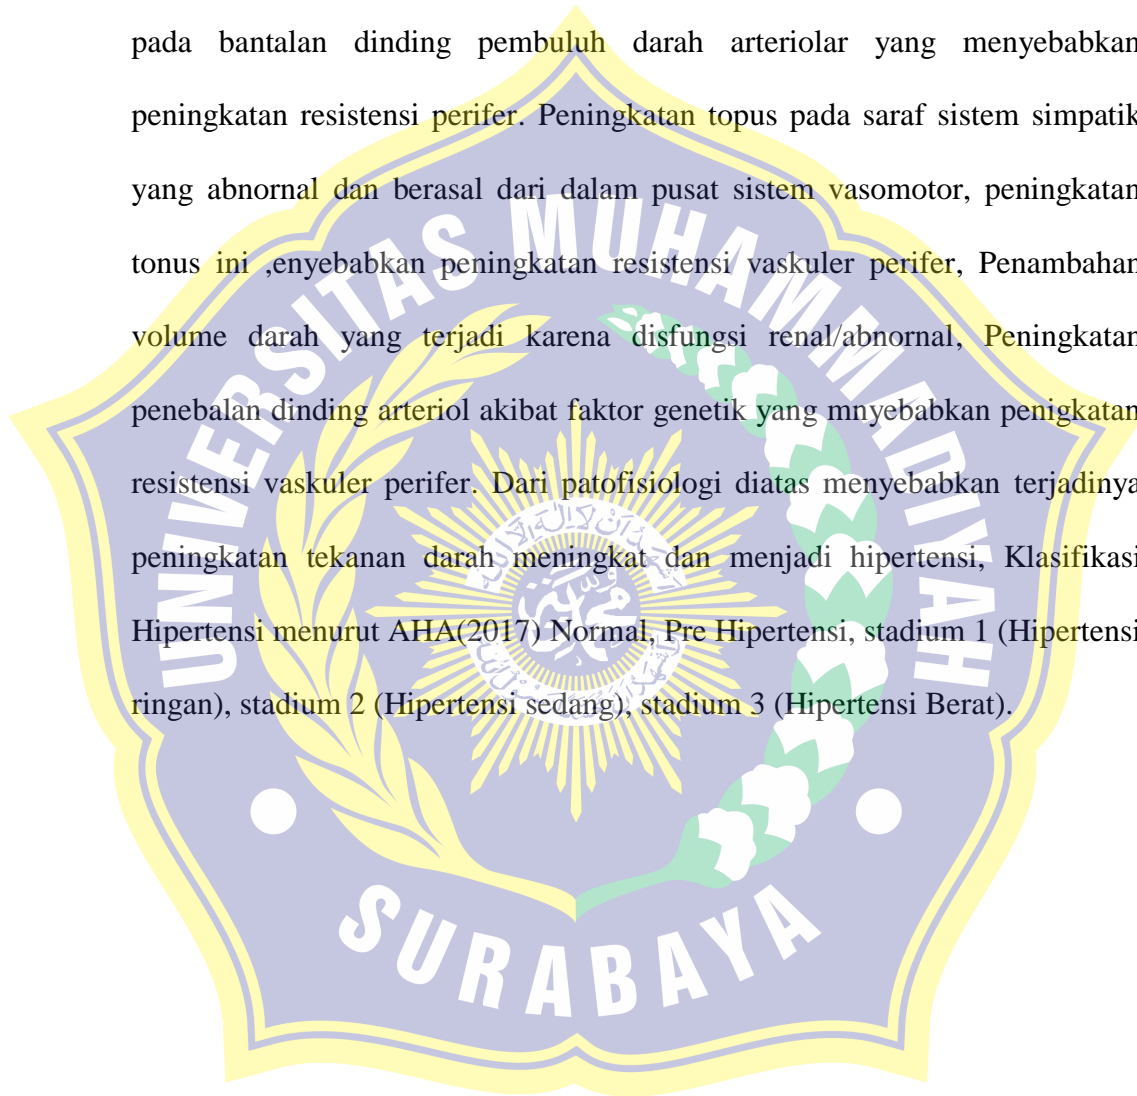 pada bantalan dinding pembuluh darah arteriolar yang menyebabkan
peningkatan resistensi perifer. Peningkatan topus pada saraf sistem simpatik
yang abnornal dan berasal dari dalam pusat sistem vasomotor, peningkatan
tonus ini ,enyebabkan peningkatan resistensi vaskuler perifer, Penambahan
volume darah yang terjadi karena disfungsi renal/abnornal, Peningkatan
penebalan dinding arteriol akibat faktor genetik yang mnyebabkan penigkatan
resistensi vaskuler perifer. Dari patofisiologi diatas menyebabkan terjadinya
peningkatan tekanan darah meningkat dan menjadi hipertensi, Klasifikasi
Hipertensi menurut AHA(2017) Normal, Pre Hipertensi, stadium 1 (Hipertensi
ringan), stadium 2 (Hipertensi sedang), stadium 3 (Hipertensi Berat).
UNIVERSITAS MUHAMMADIYAH
SURABAYA